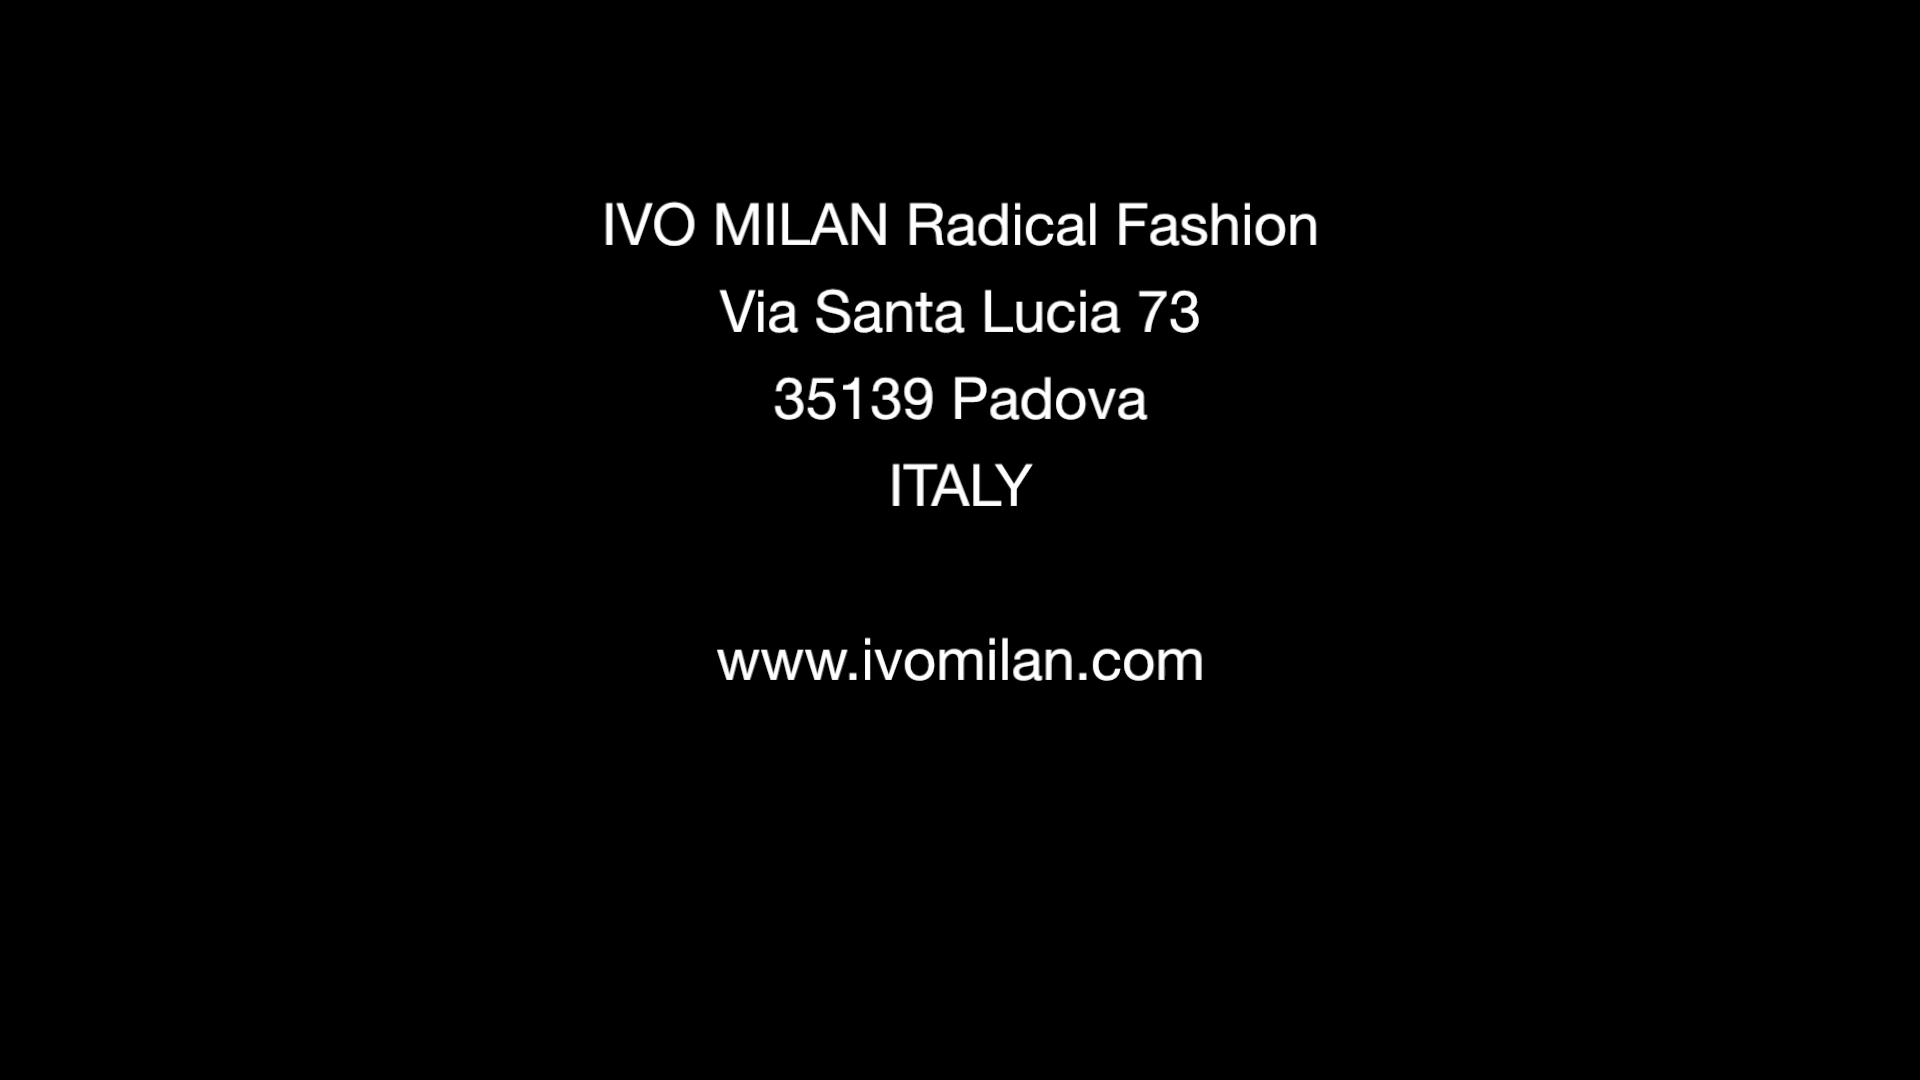 IVO MILAN Radical Fashion
Via Santa Lucia 73
35139 Padova
ITALY
www.ivomilan.com